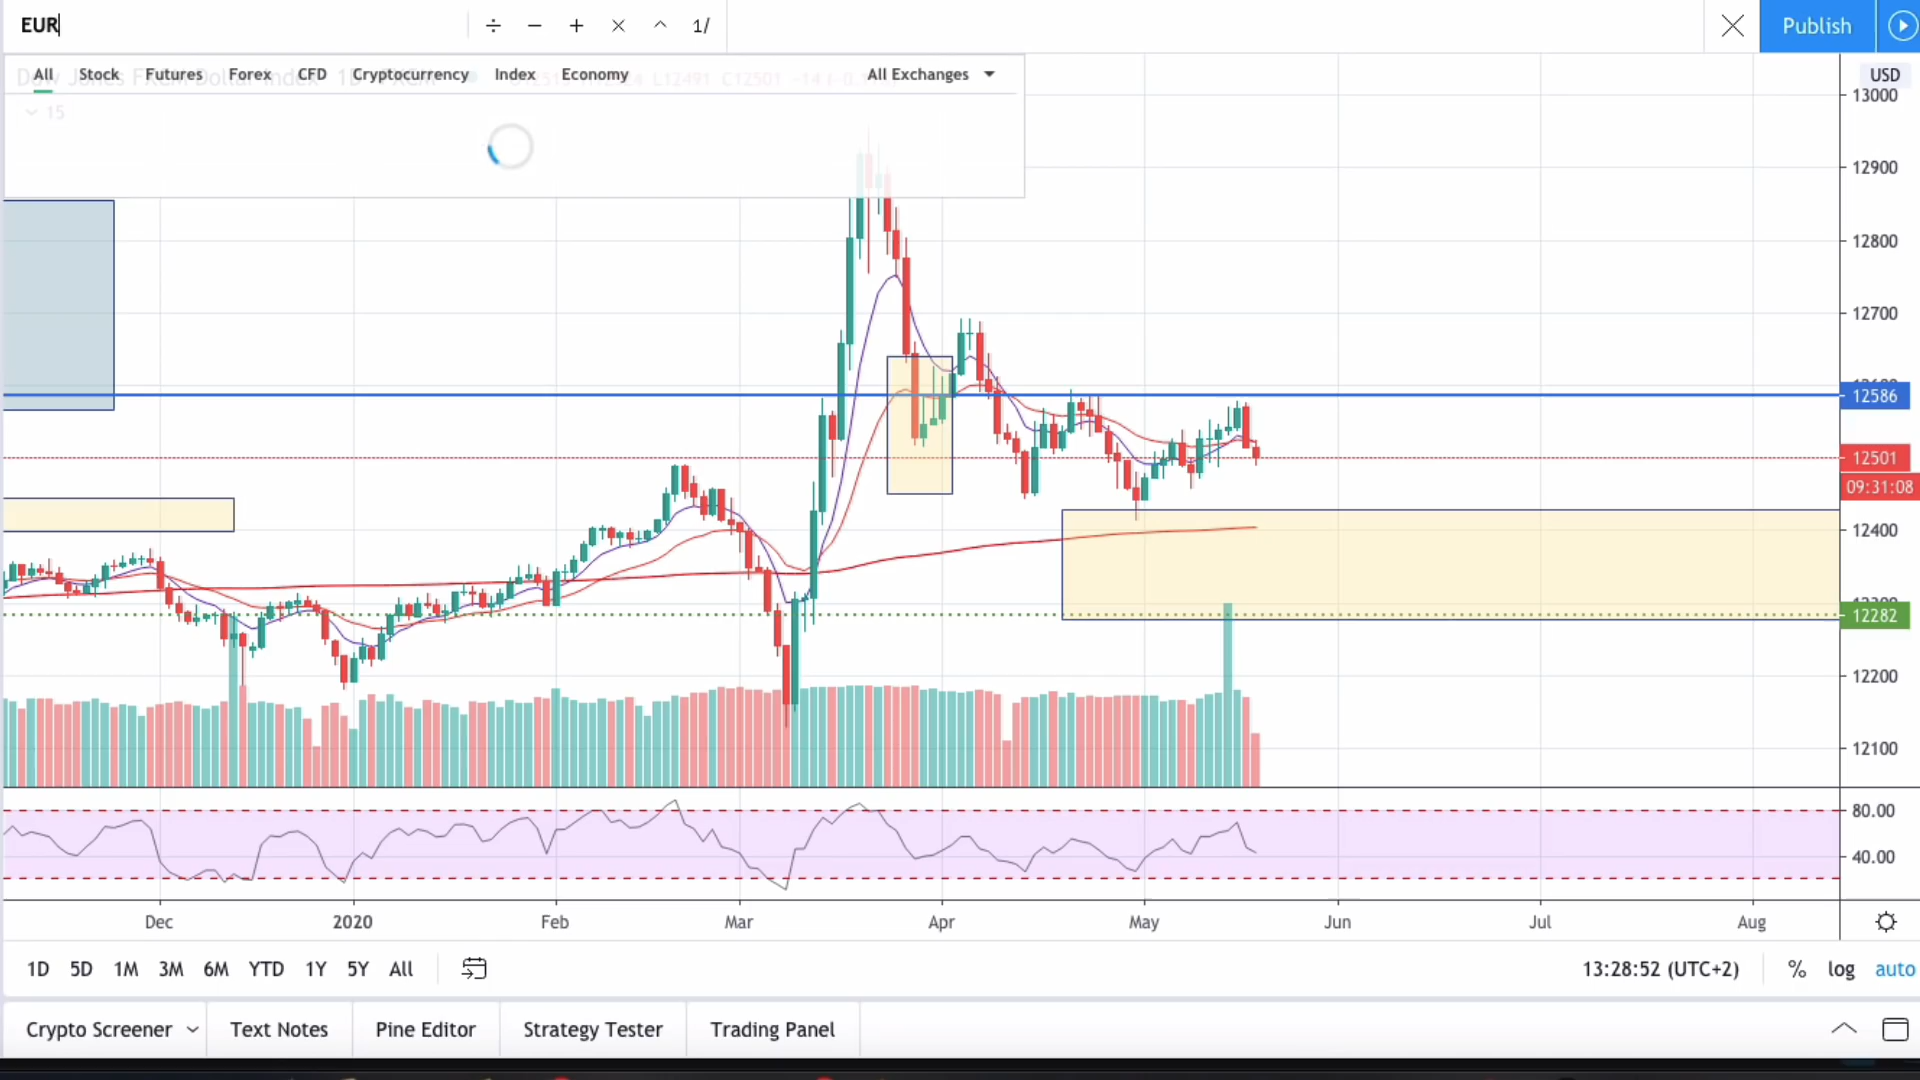 EUR
÷ − + × ^ 1/
Publish
All Stock Futures Forex CFD Cryptocurrency Index Economy All Exchanges
USD
15
13000
12900
12800
12700
12586
12501
09:31:08
12400
12282
12200
12100
80.00
40.00
Dec 2020 Feb Mar Apr May Jun Jul Aug
1D 5D 1M 3M 6M YTD 1Y 5Y All 13:28:52 (UTC+2) % log auto
Crypto Screener Text Notes Pine Editor Strategy Tester Trading Panel